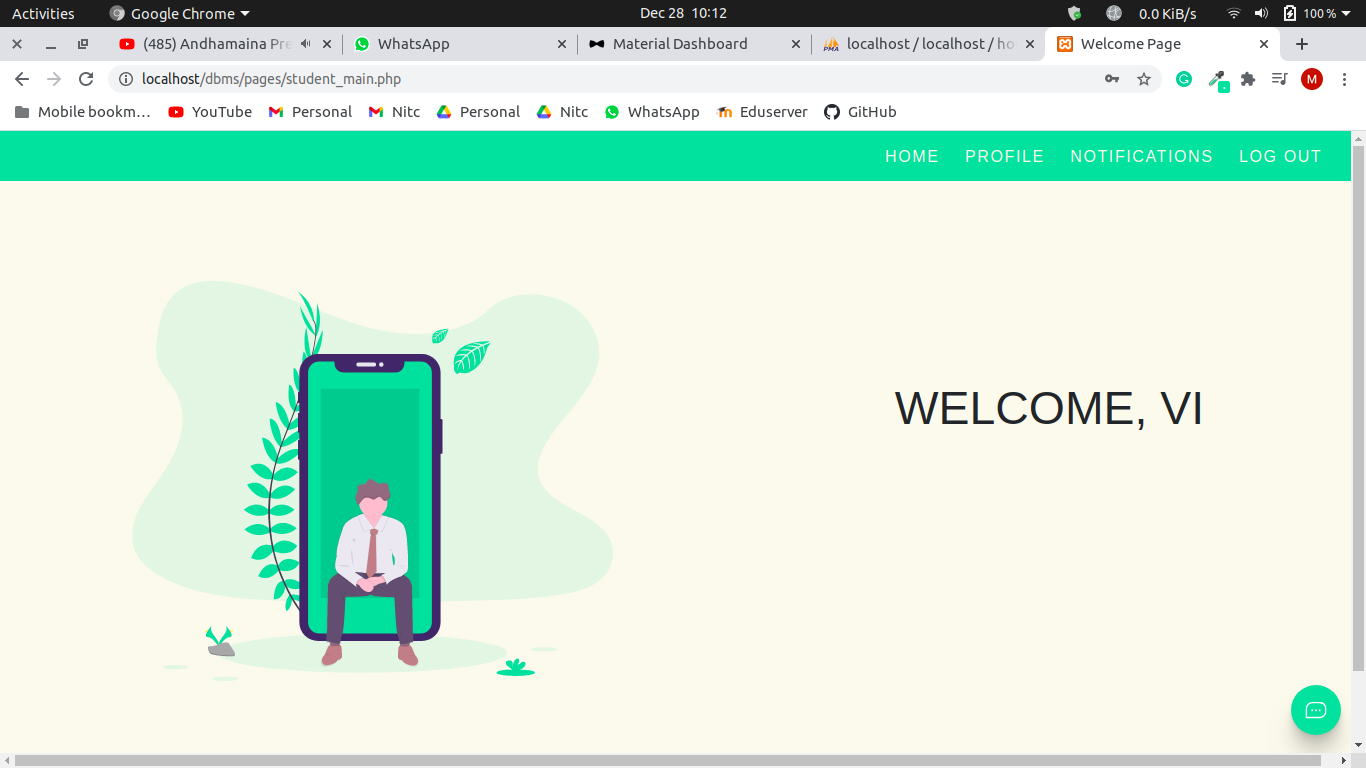 Activities
Google Chrome
Dec 28 10:12
0.0 KiB/s
100 %
(485) Andhamaina Pre
WhatsApp
Material Dashboard
localhost / localhost / ho
Welcome Page
localhost/dbms/pages/student_main.php
M
Mobile bookm…
YouTube
Personal
Nitc
Personal
Nitc
WhatsApp
Eduserver
GitHub
HOME
PROFILE
NOTIFICATIONS
LOG OUT
WELCOME, VI